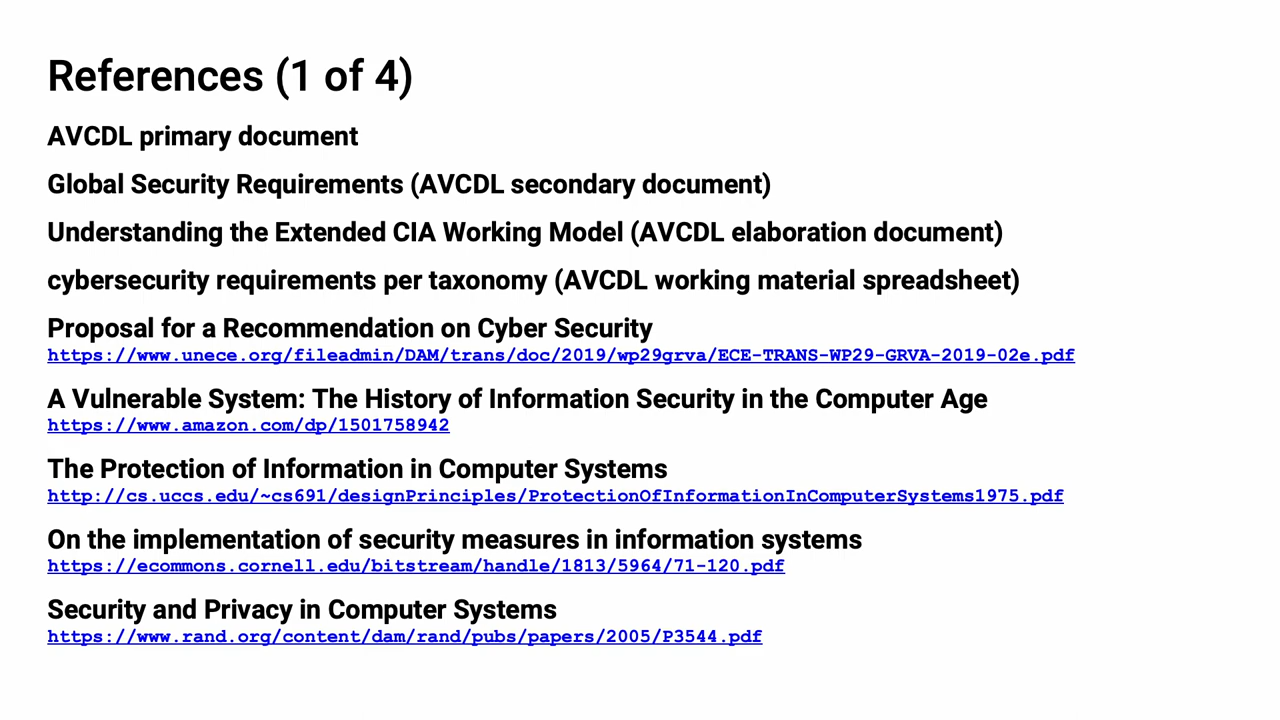 References (1 of 4)
AVCDL primary document
Global Security Requirements (AVCDL secondary document)
Understanding the Extended CIA Working Model (AVCDL elaboration document)
cybersecurity requirements per taxonomy (AVCDL working material spreadsheet)
Proposal for a Recommendation on Cyber Security
https://www.unece.org/fileadmin/DAM/trans/doc/2019/wp29grva/ECE-TRANS-WP29-GRVA-2019-02e.pdf
A Vulnerable System: The History of Information Security in the Computer Age
https://www.amazon.com/dp/1501758942
The Protection of Information in Computer Systems
http://cs.uccs.edu/~cs691/designPrinciples/ProtectionOfInformationInComputerSystems1975.pdf
On the implementation of security measures in information systems
https://ecommons.cornell.edu/bitstream/handle/1813/5964/71-120.pdf
Security and Privacy in Computer Systems
https://www.rand.org/content/dam/rand/pubs/papers/2005/P3544.pdf